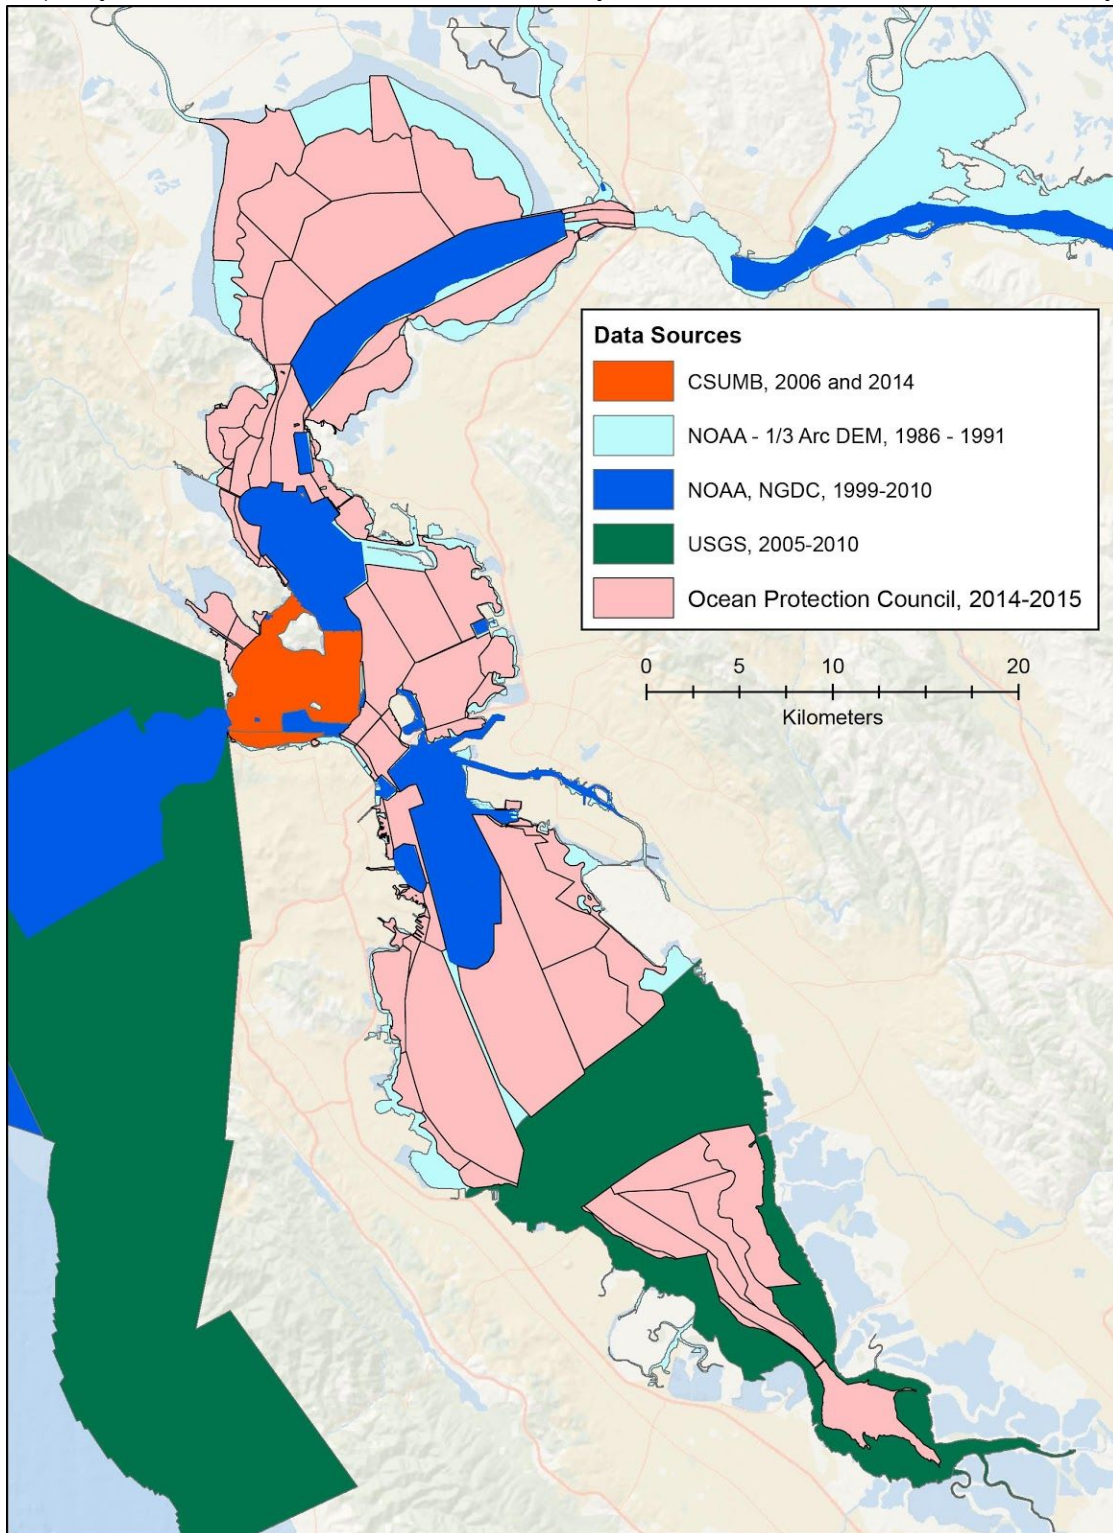 Data Sources
CSUMB, 2006 and 2014
NOAA - 1/3 Arc DEM, 1986 - 1991
NOAA, NGDC, 1999-2010
USGS, 2005-2010
Ocean Protection Council, 2014-2015
0 5 10 20
Kilometers